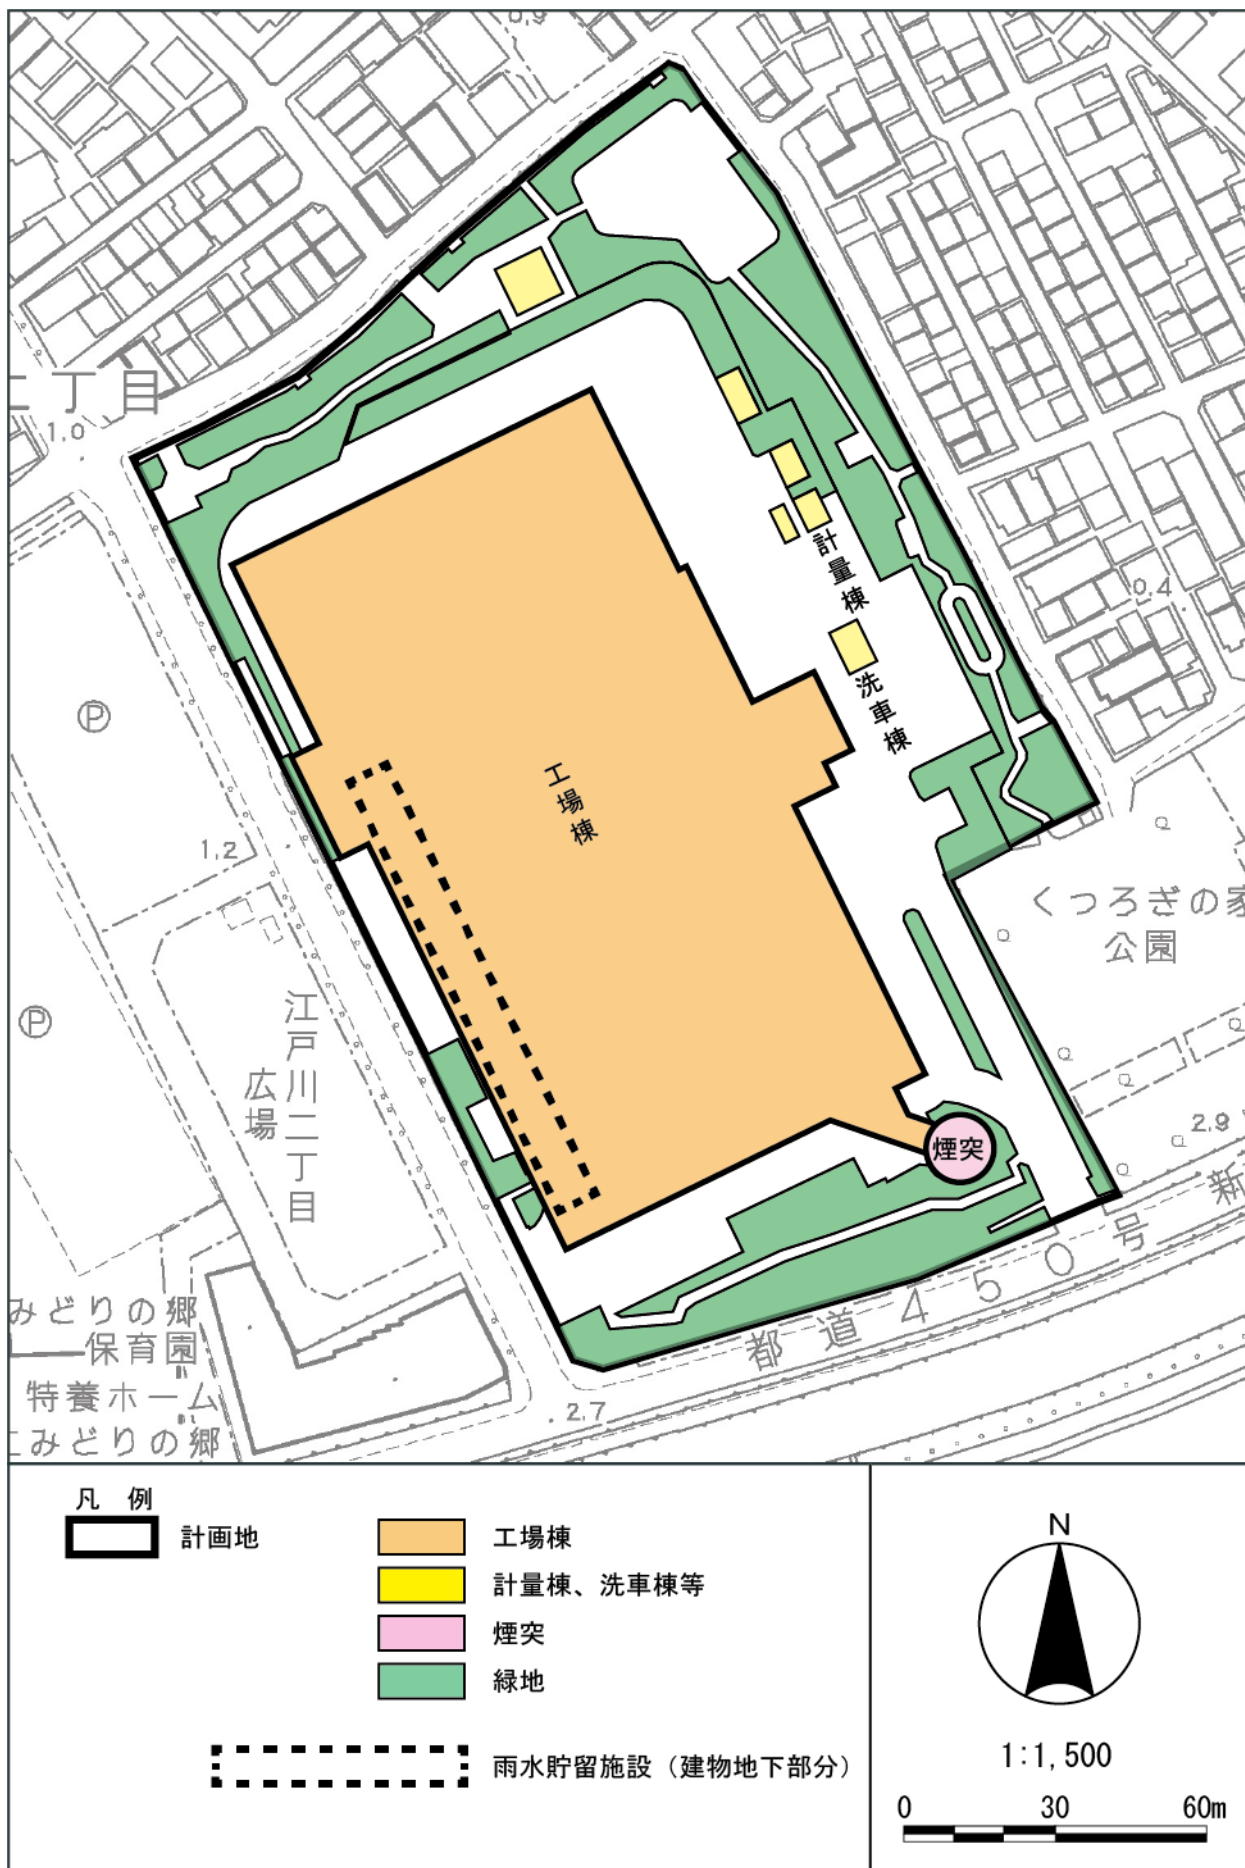 0.9
二丁目
1.0
計量棟
0.4
洗車棟
工場棟
1.2
くつろぎの家
公園
江戸川二丁目
広場
煙突
2.9
都道450号
新
みどりの郷
保育園
特養ホーム
みどりの郷
2.7
P
P
凡 例
計画地
工場棟
計量棟、洗車棟等
煙突
緑地
雨水貯留施設（建物地下部分）
N
1:1,500
0 30 60m